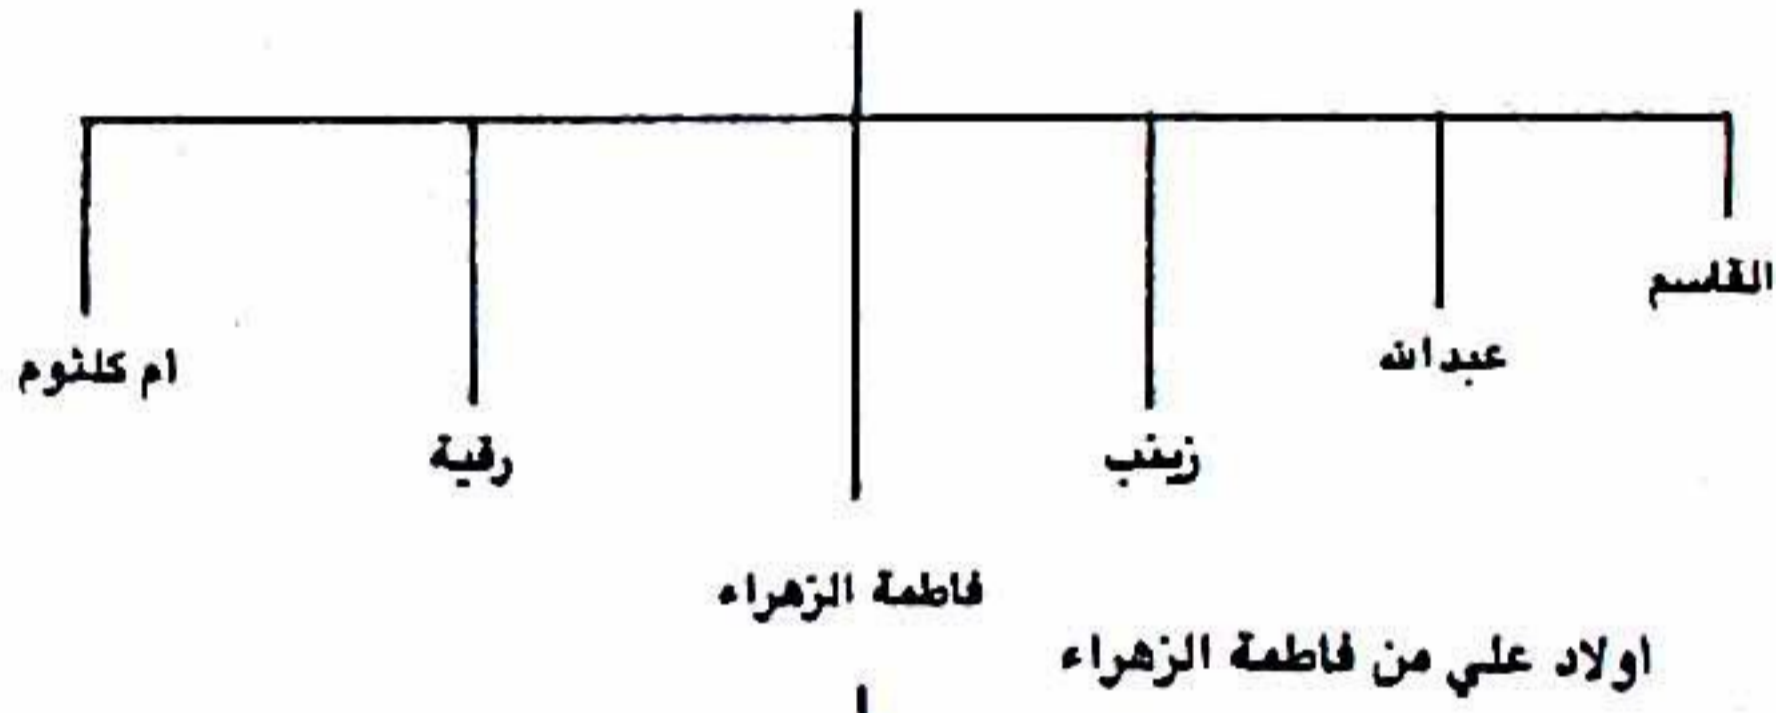 القاسم
عبدالله
ام كلثوم
زينب
رقية
فاطمة الزهراء
اولاد علي من فاطمة الزهراء